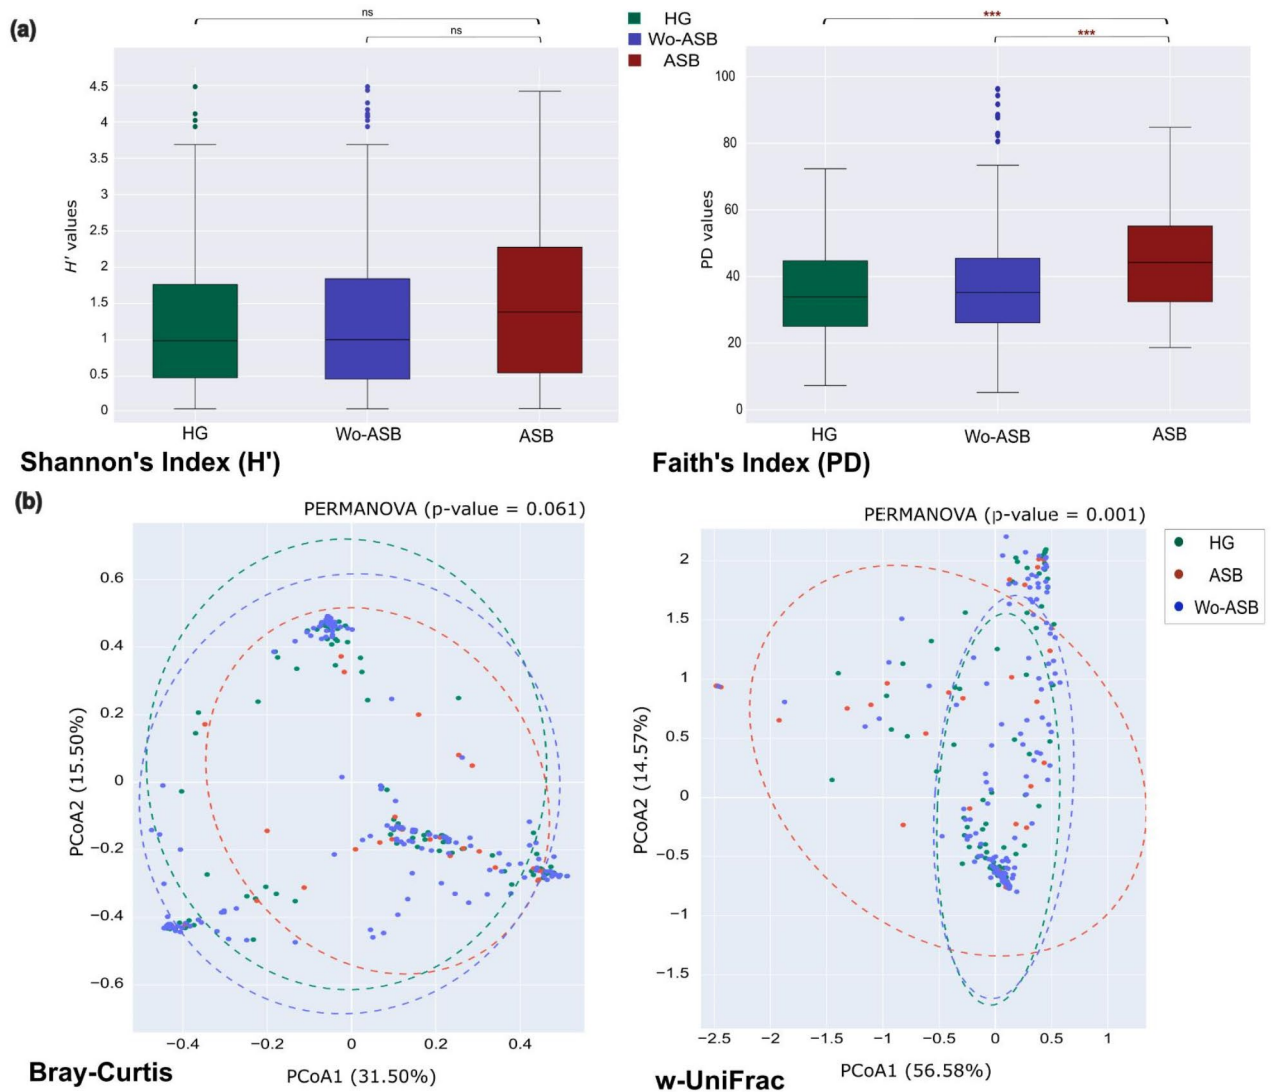 (a)
ns
ns
HG
Wo-ASB
ASB
***
***
4.5
4
3.5
3
2.5
2
1.5
1
0.5
0
H' values
HG
Wo-ASB
ASB
Shannon's Index (H')
100
80
60
40
20
0
PD values
HG
Wo-ASB
ASB
Faith's Index (PD)
(b)
PERMANOVA (p-value = 0.061)
0.6
0.4
0.2
0
−0.2
−0.4
−0.6
PCoA2 (15.50%)
−0.4
−0.2
0
0.2
0.4
PCoA1 (31.50%)
Bray-Curtis
PERMANOVA (p-value = 0.001)
HG
ASB
Wo-ASB
2
1.5
1
0.5
0
−0.5
−1
−1.5
PCoA2 (14.57%)
−2.5
−2
−1.5
−1
−0.5
0
0.5
1
PCoA1 (56.58%)
w-UniFrac